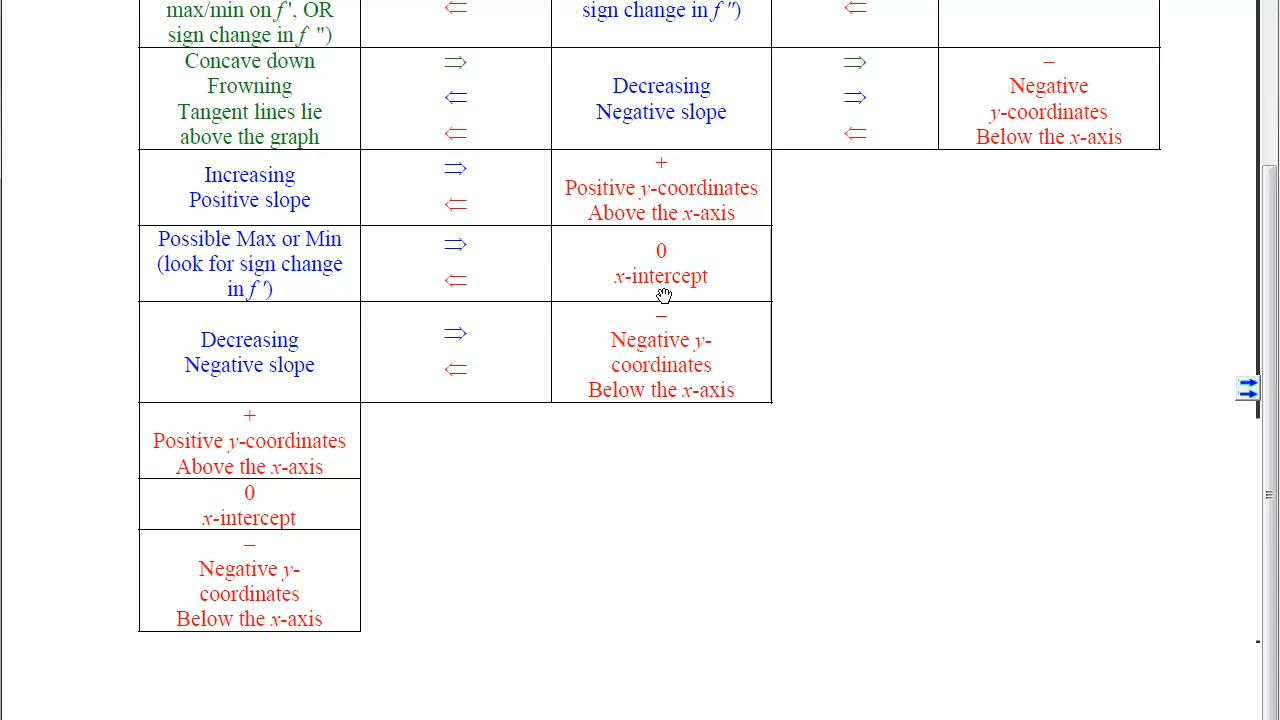 max/min on f', OR
sign change in f ")
⇐
sign change in f ")
⇐
Concave down
Frowning
Tangent lines lie
above the graph
⇒
⇐
⇐
Decreasing
Negative slope
⇒
⇒
⇐
−
Negative
y-coordinates
Below the x-axis
Increasing
Positive slope
⇒
⇐
+
Positive y-coordinates
Above the x-axis
Possible Max or Min
(look for sign change
in f')
⇒
⇐
0
x-intercept
Decreasing
Negative slope
⇒
⇐
−
Negative y-
coordinates
Below the x-axis
+
Positive y-coordinates
Above the x-axis
0
x-intercept
−
Negative y-
coordinates
Below the x-axis